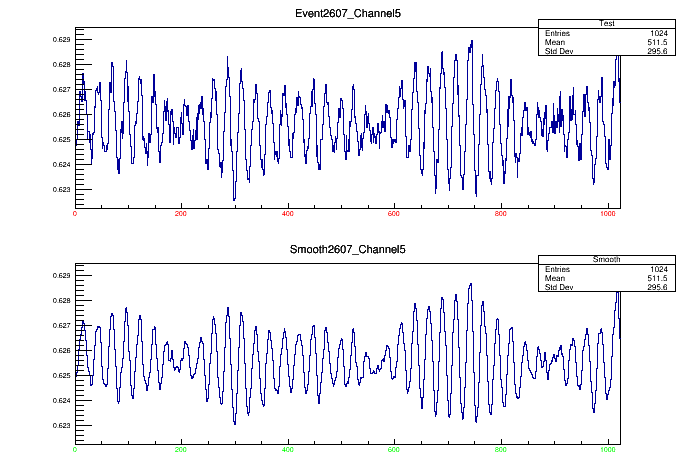 Event2607_Channel5
Test
Entries 1024
Mean 511.5
Std Dev 295.6
0.629
0.628
0.627
0.626
0.625
0.624
0.623
0 200 400 600 800 1000
Smooth2607_Channel5
Smooth
Entries 1024
Mean 511.5
Std Dev 295.6
0.629
0.628
0.627
0.626
0.625
0.624
0.623
0 200 400 600 800 1000